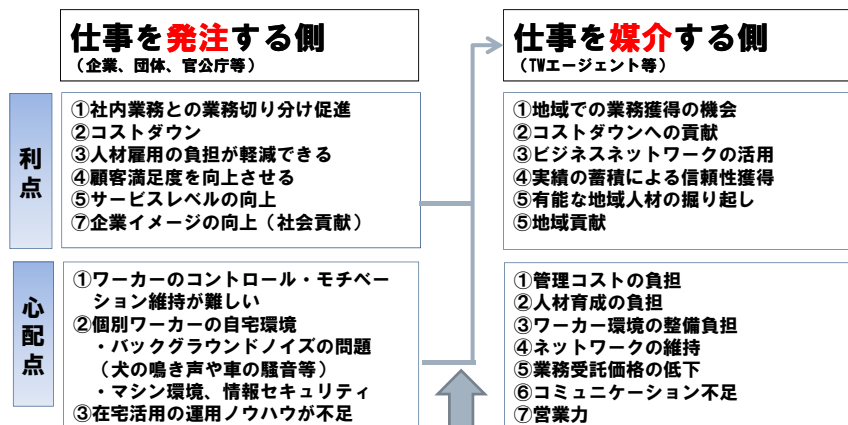 仕事を発注する側
（企業、団体、官公庁等）
仕事を媒介する側
（TWエージェント等）
利点
①社内業務との業務切り分け促進
②コストダウン
③人材雇用の負担が軽減できる
④顧客満足度を向上させる
⑤サービスレベルの向上
⑦企業イメージの向上（社会貢献）
①地域での業務獲得の機会
②コストダウンへの貢献
③ビジネスネットワークの活用
④実績の蓄積による信頼性獲得
⑤有能な地域人材の掘り起し
⑤地域貢献
心配点
①ワーカーのコントロール・モチベー
ション維持が難しい
②個別ワーカーの自宅環境
・バックグラウンドノイズの問題
（犬の鳴き声や車の騒音等）
・マシン環境、情報セキュリティ
③在宅活用の運用ノウハウが不足
①管理コストの負担
②人材育成の負担
③ワーカー環境の整備負担
④ネットワークの維持
⑤業務受託価格の低下
⑥コミュニケーション不足
⑦営業力